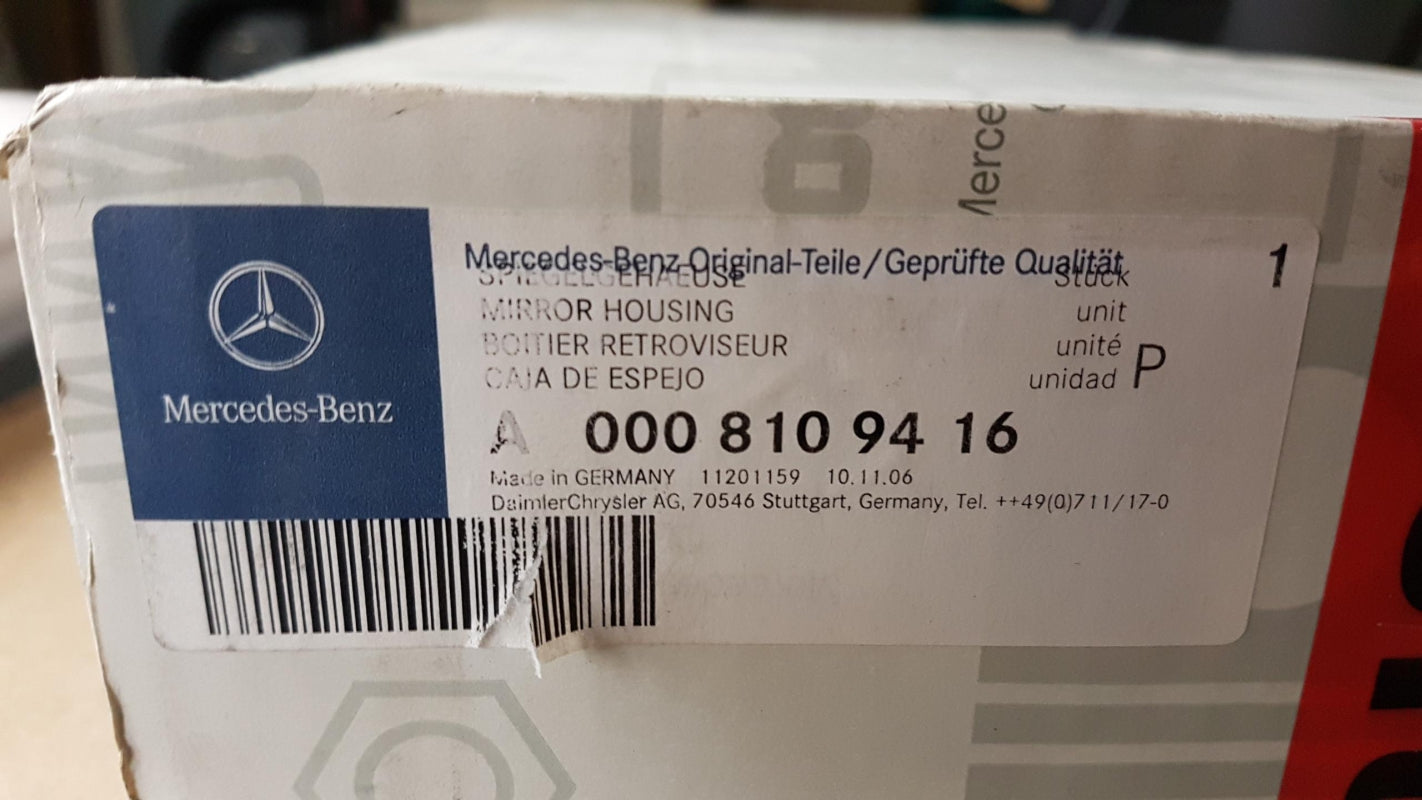 Merce
Mercedes-Benz
Mercedes-Benz Original-Teile/Geprüfte Qualität
SPIEGELGEHAEUSE Stück 1
MIRROR HOUSING unit
BOITIER RETROVISEUR unité
CAJA DE ESPEJO unidad P
A 000 810 94 16
Made in GERMANY 11201159 10.11.06
DaimlerChrysler AG, 70546 Stuttgart, Germany, Tel. ++49(0)711/17-0